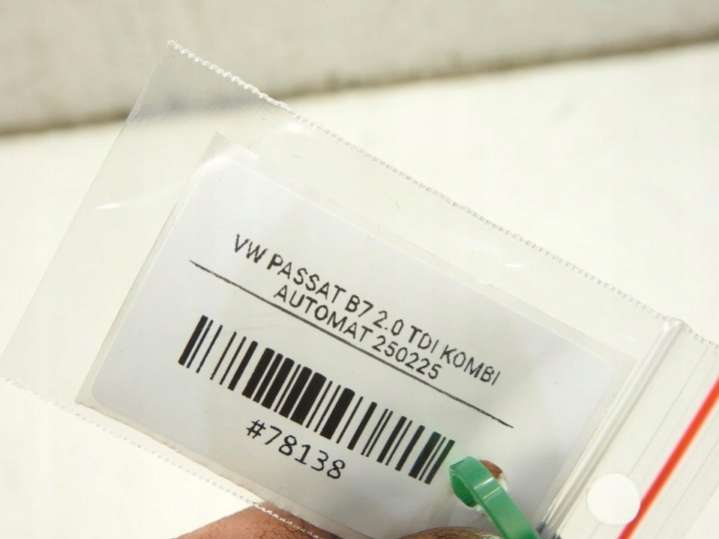 VW PASSAT B7 2.0 TDI KOMBI
AUTOMAT 250225
#78138